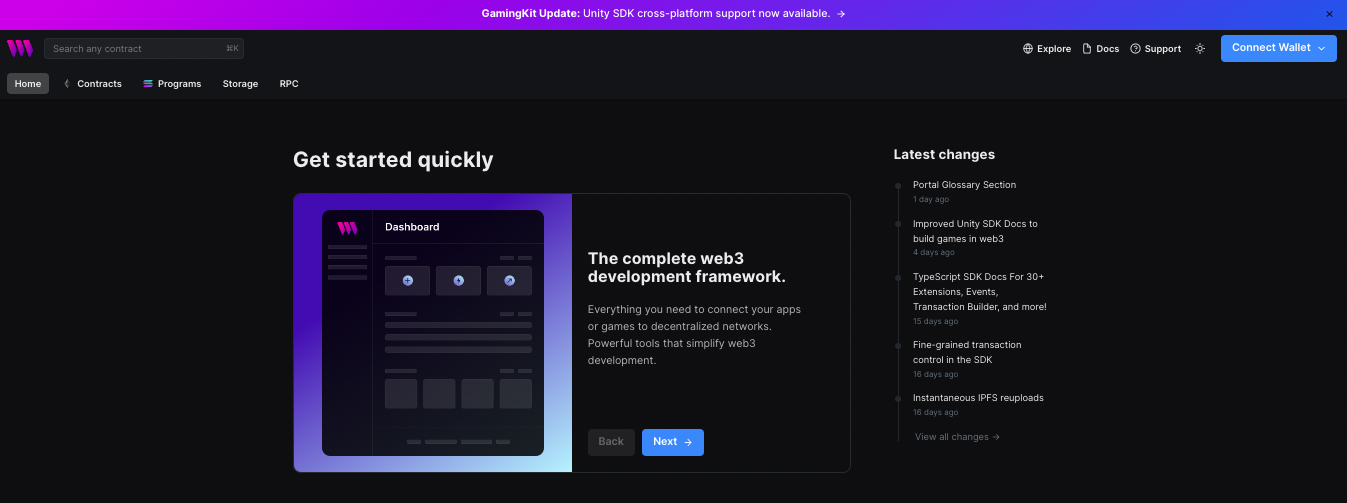 GamingKit Update: Unity SDK cross-platform support now available. →
Search any contract ⌘K
Explore
Docs
Support
Connect Wallet
Home
Contracts
Programs
Storage
RPC
Get started quickly
Dashboard
The complete web3
development framework.
Everything you need to connect your apps
or games to decentralized networks.
Powerful tools that simplify web3
development.
Back
Next →
Latest changes
Portal Glossary Section
1 day ago
Improved Unity SDK Docs to
build games in web3
4 days ago
TypeScript SDK Docs For 30+
Extensions, Events,
Transaction Builder, and more!
15 days ago
Fine-grained transaction
control in the SDK
16 days ago
Instantaneous IPFS reuploads
16 days ago
View all changes →